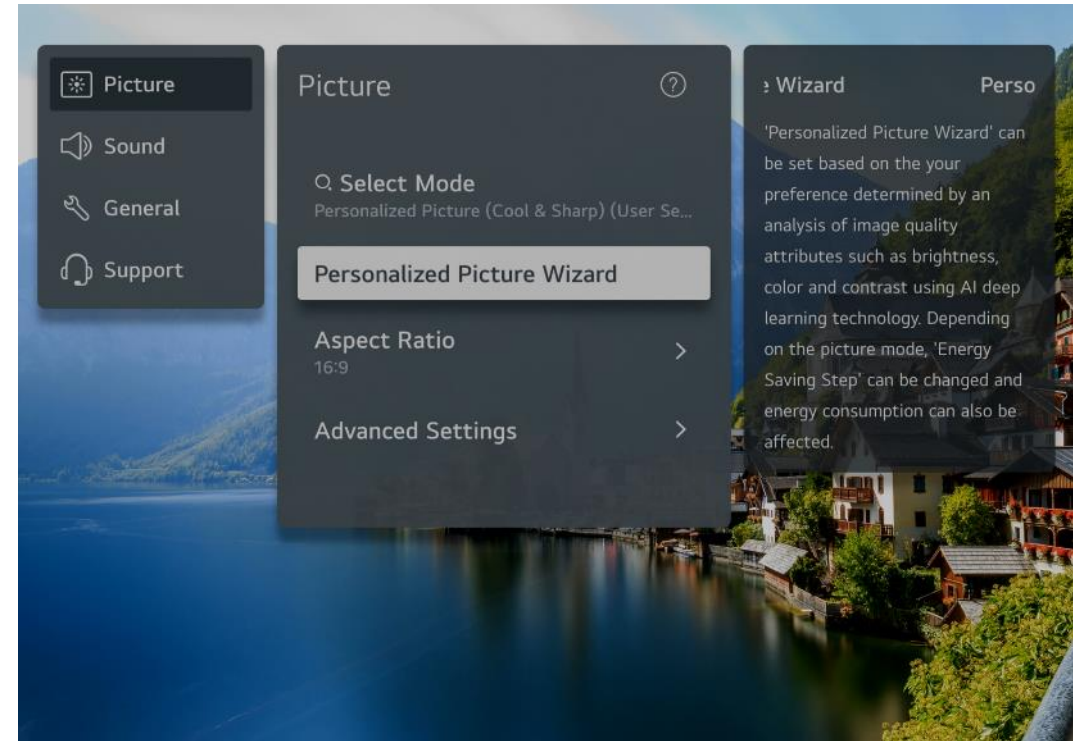 Picture
Sound
General
Support
Picture
Select Mode
Personalized Picture (Cool & Sharp) (User Se...
Personalized Picture Wizard
Aspect Ratio
16:9
Advanced Settings
e Wizard Perso
'Personalized Picture Wizard' can
be set based on the your
preference determined by an
analysis of image quality
attributes such as brightness,
color and contrast using AI deep
learning technology. Depending
on the picture mode, 'Energy
Saving Step' can be changed and
energy consumption can also be
affected.